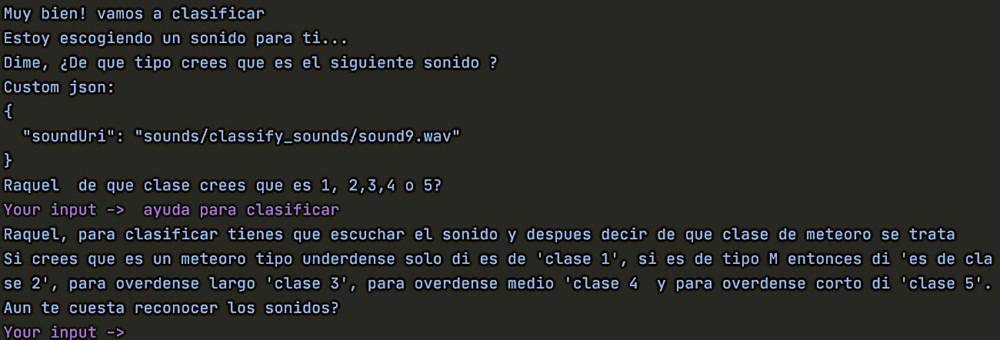 Muy bien! vamos a clasificar
Estoy escogiendo un sonido para ti...
Dime, ¿De que tipo crees que es el siguiente sonido ?
Custom json:
{
  "soundUri": "sounds/classify_sounds/sound9.wav"
}
Raquel  de que clase crees que es 1, 2,3,4 o 5?
Your input ->  ayuda para clasificar
Raquel, para clasificar tienes que escuchar el sonido y despues decir de que clase de meteoro se trata
Si crees que es un meteoro tipo underdense solo di es de 'clase 1', si es de tipo M entonces di 'es de cla
se 2', para overdense largo 'clase 3', para overdense medio 'clase 4  y para overdense corto di 'clase 5'.
Aun te cuesta reconocer los sonidos?
Your input ->